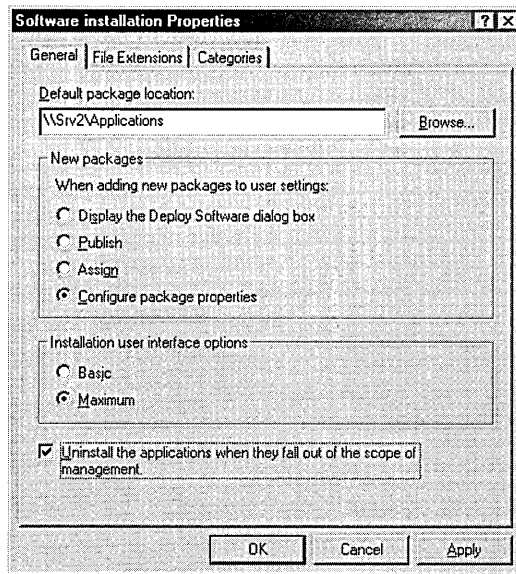 Software installation Properties
General
File Extensions
Categories
Default package location:
\\Srv2\Applications
Browse...
New packages
When adding new packages to user settings:
Display the Deploy Software dialog box
Publish
Assign
Configure package properties
Installation user interface options
Basic
Maximum
Uninstall the applications when they fall out of the scope of
management.
OK
Cancel
Apply